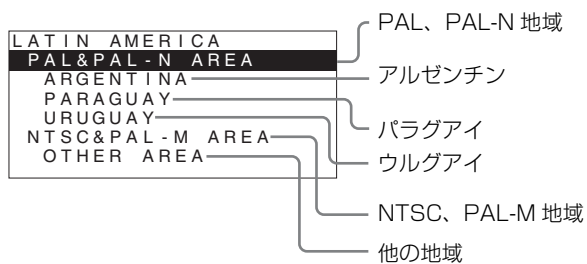 LATIN AMERICA
PAL&PAL-N AREA
ARGENTINA
PARAGUAY
URUGUAY
NTSC&PAL-M AREA
OTHER AREA
PAL、PAL-N 地域
アルゼンチン
パラグアイ
ウルグアイ
NTSC、PAL-M 地域
他の地域